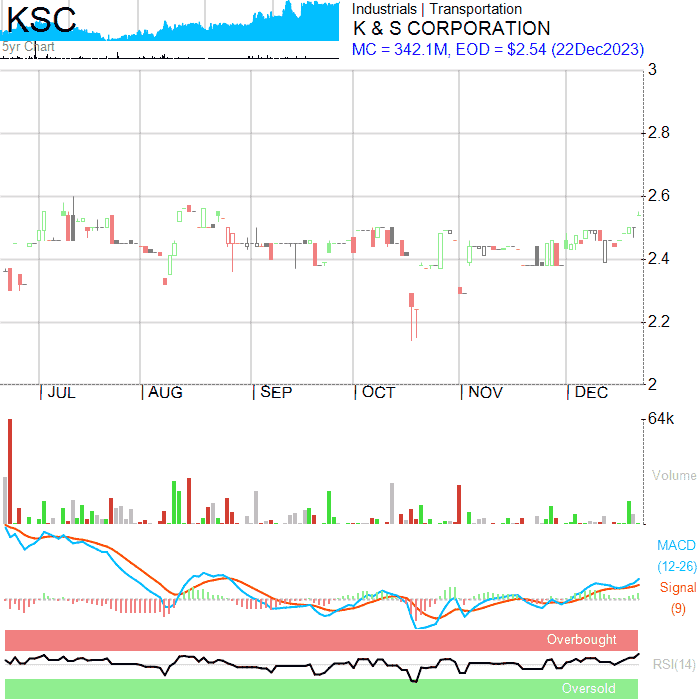 KSC
5yr Chart
Industrials | Transportation
K & S CORPORATION
MC = 342.1M, EOD = $2.54 (22Dec2023)
3
2.8
2.6
2.4
2.2
2
JUL AUG SEP OCT NOV DEC
64k
Volume
MACD
(12-26)
Signal
(9)
Overbought
RSI(14)
Oversold